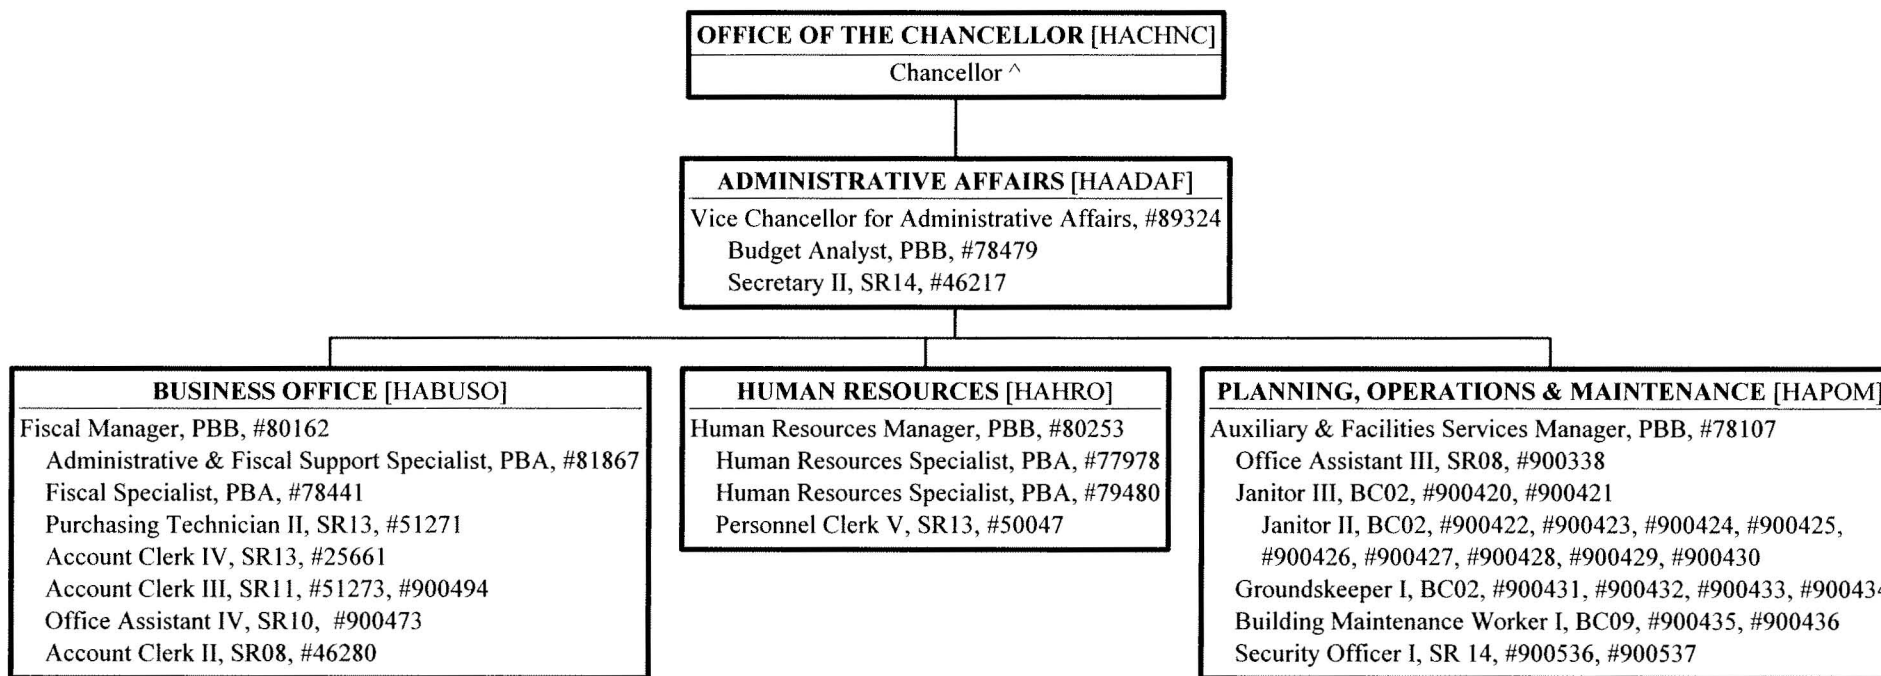 OFFICE OF THE CHANCELLOR [HACHNC]
Chancellor ^
ADMINISTRATIVE AFFAIRS [HAADAF]
Vice Chancellor for Administrative Affairs, #89324
Budget Analyst, PBB, #78479
Secretary II, SR14, #46217
BUSINESS OFFICE [HABUSO]
Fiscal Manager, PBB, #80162
Administrative & Fiscal Support Specialist, PBA, #81867
Fiscal Specialist, PBA, #78441
Purchasing Technician II, SR13, #51271
Account Clerk IV, SR13, #25661
Account Clerk III, SR11, #51273, #900494
Office Assistant IV, SR10, #900473
Account Clerk II, SR08, #46280
HUMAN RESOURCES [HAHRO]
Human Resources Manager, PBB, #80253
Human Resources Specialist, PBA, #77978
Human Resources Specialist, PBA, #79480
Personnel Clerk V, SR13, #50047
PLANNING, OPERATIONS & MAINTENANCE [HAPOM]
Auxiliary & Facilities Services Manager, PBB, #78107
Office Assistant III, SR08, #900338
Janitor III, BC02, #900420, #900421
Janitor II, BC02, #900422, #900423, #900424, #900425,
#900426, #900427, #900428, #900429, #900430
Groundskeeper I, BC02, #900431, #900432, #900433, #900434
Building Maintenance Worker I, BC09, #900435, #900436
Security Officer I, SR 14, #900536, #900537